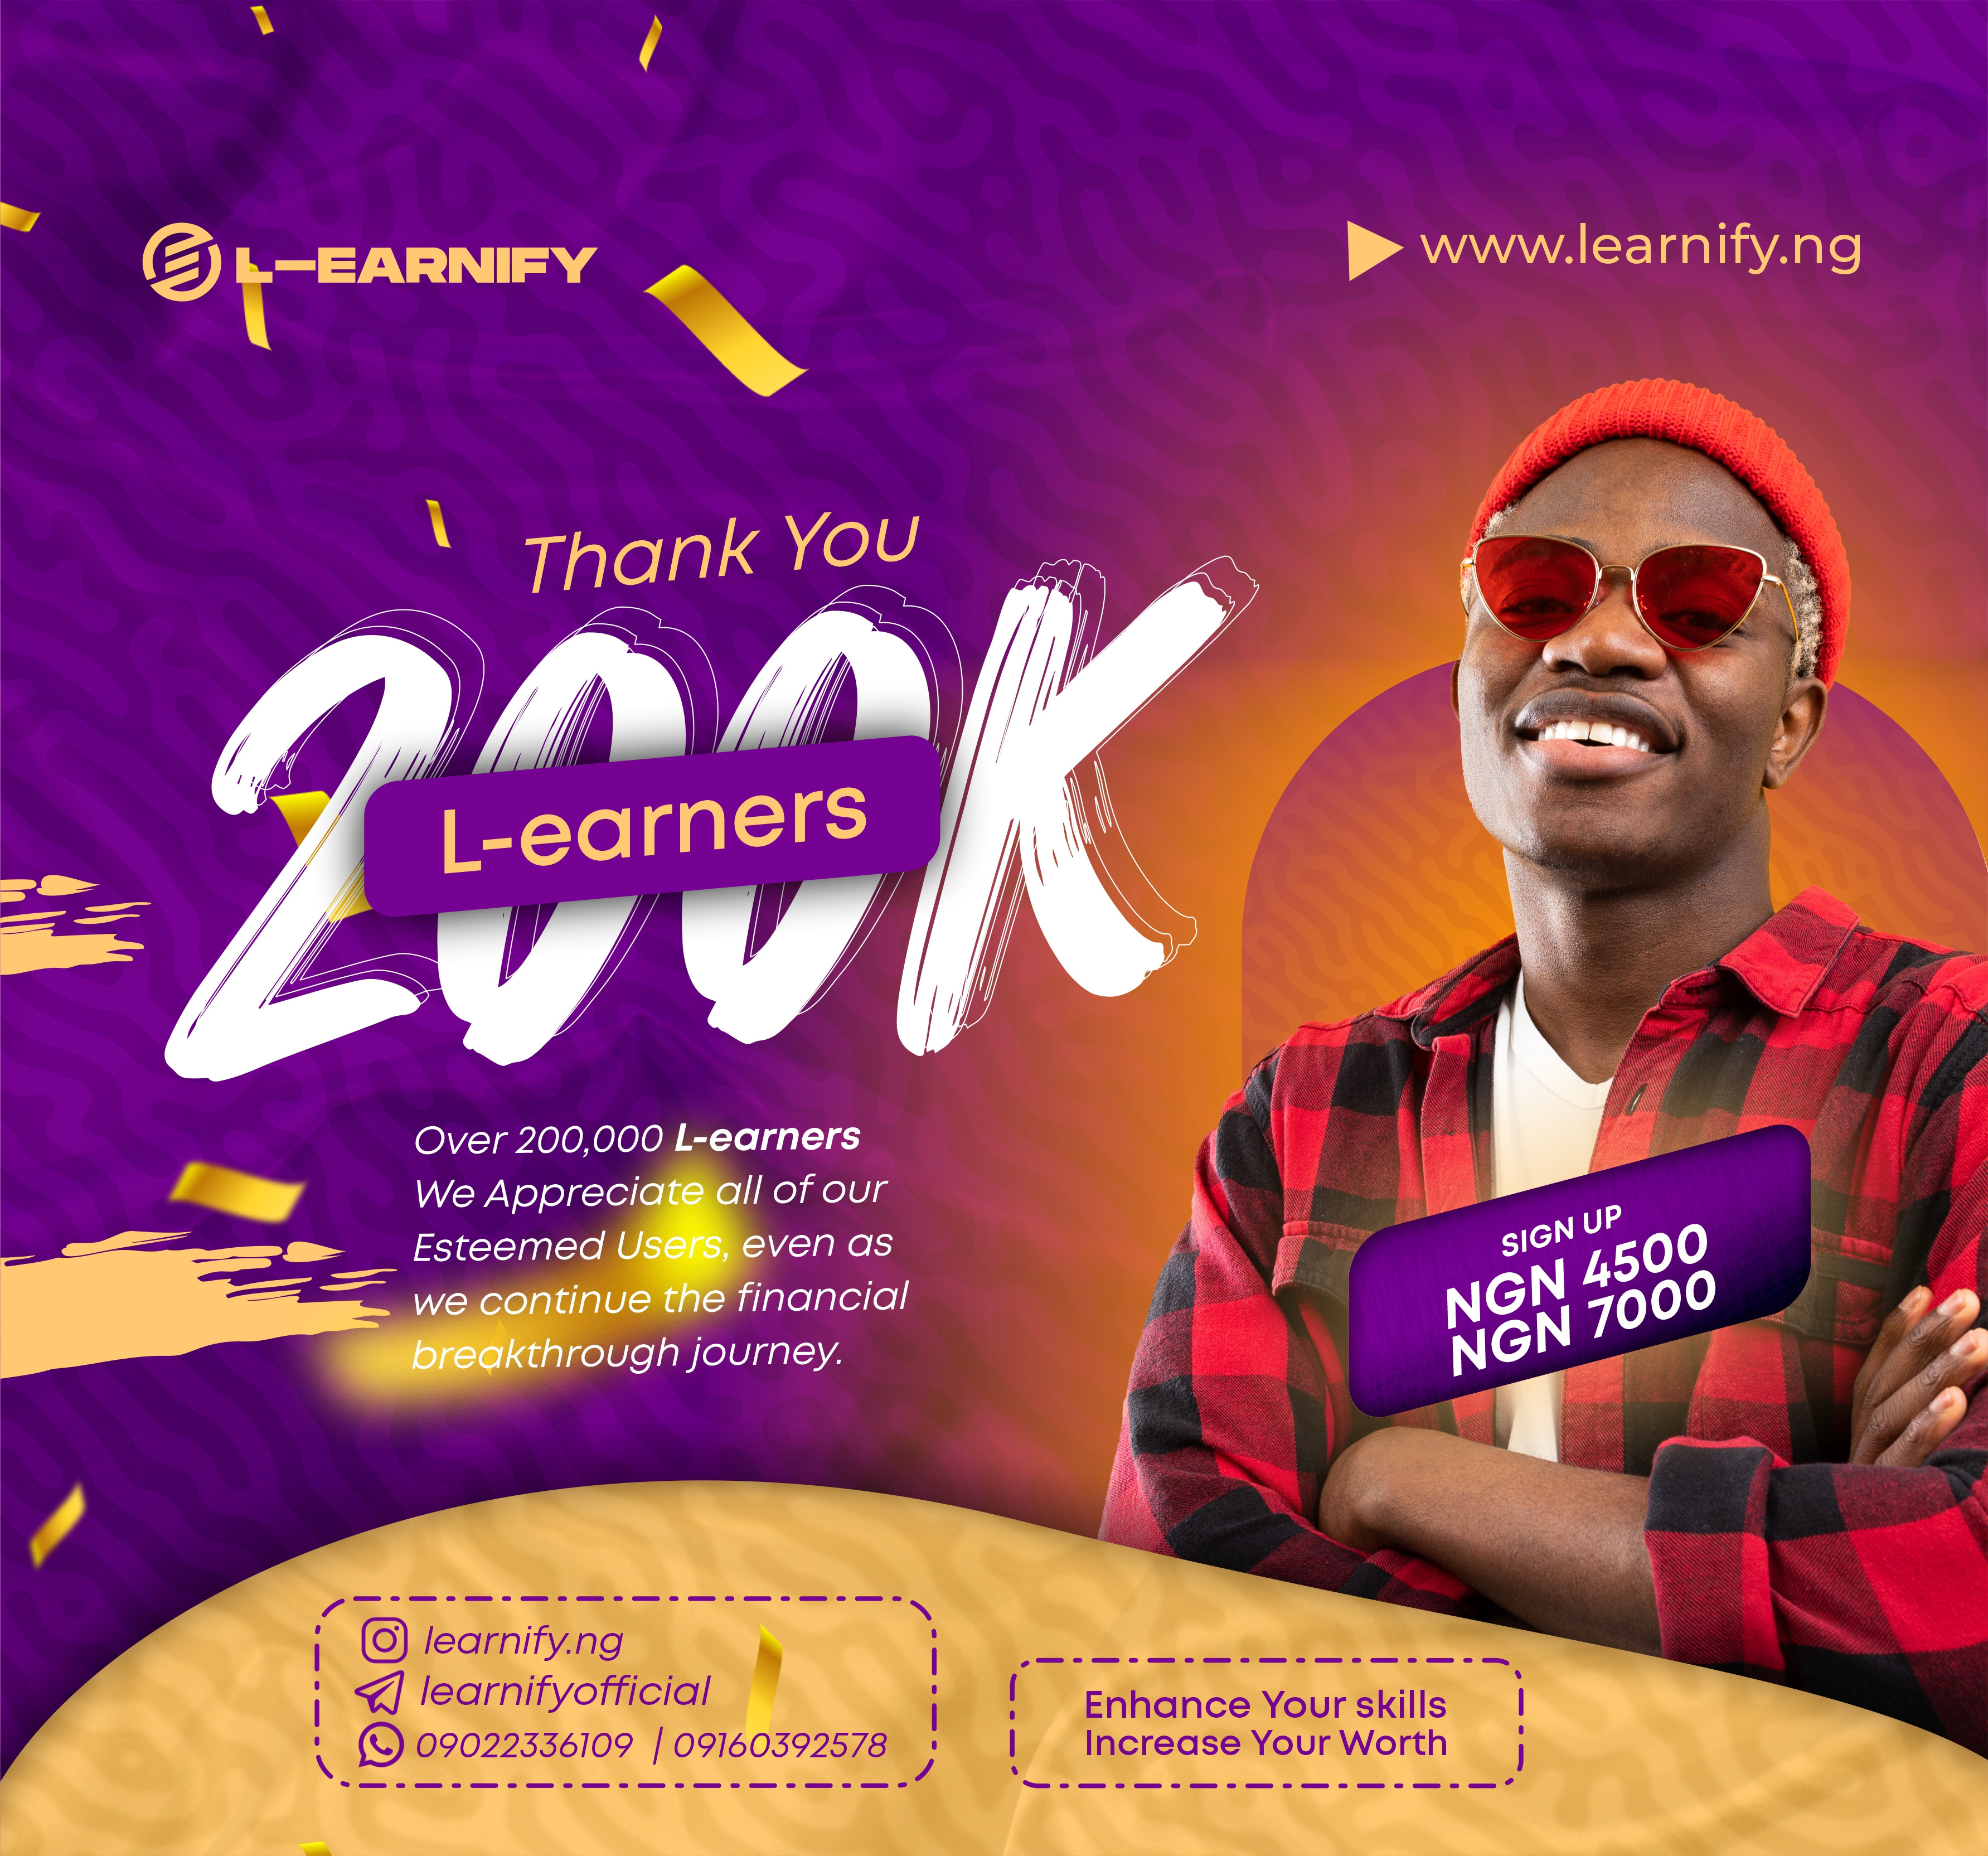 L-EARNIFY
www.learnify.ng
Thank You
200K
L-earners
Over 200,000 L-earners
We Appreciate all of our
Esteemed Users, even as
we continue the financial
breakthrough journey.
SIGN UP
NGN 4500
NGN 7000
learnify.ng
learnifyofficial
09022336109 | 09160392578
Enhance Your skills
Increase Your Worth